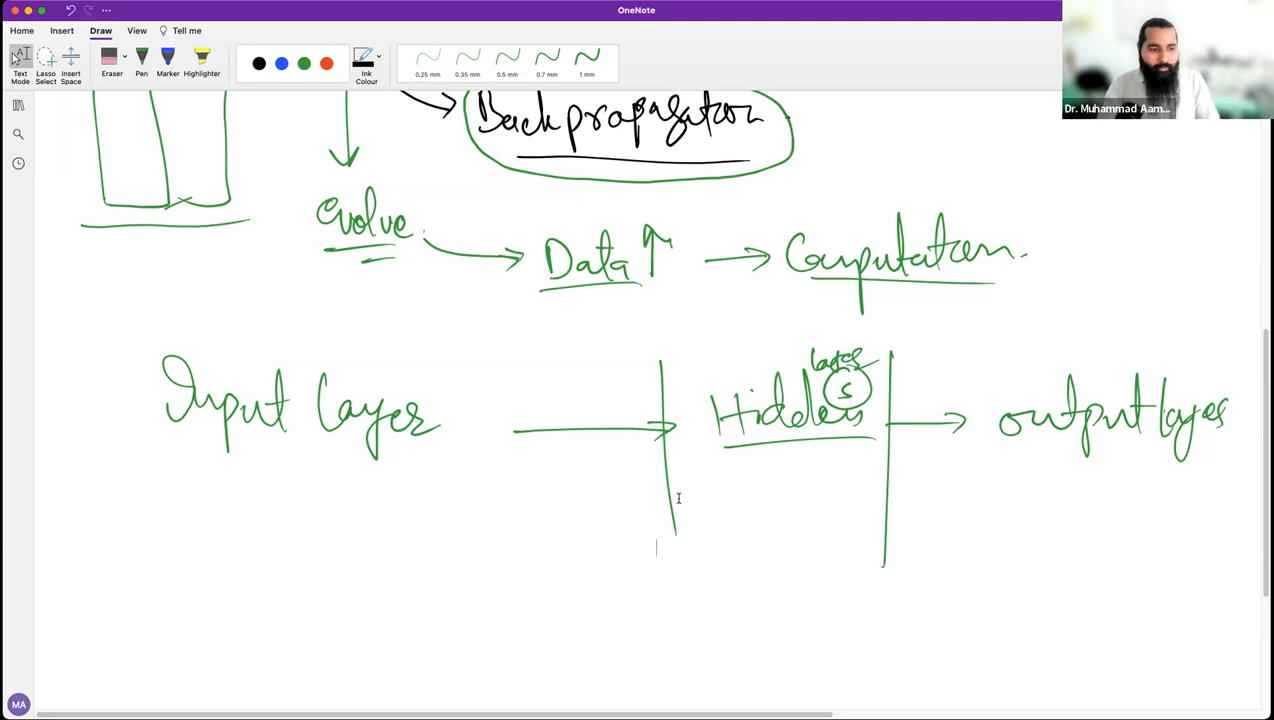 OneNote
Home Insert Draw View Tell me
Text Mode
Lasso Select
Insert Space
Eraser
Pen
Marker
Highlighter
Ink Colour
0.25 mm
0.35 mm
0.5 mm
0.7 mm
1 mm
Dr. Muhammad Aam...
Backpropagation
evolve
Data ↑ → Computation.
Input layer → Hidden layers → output layer
MA